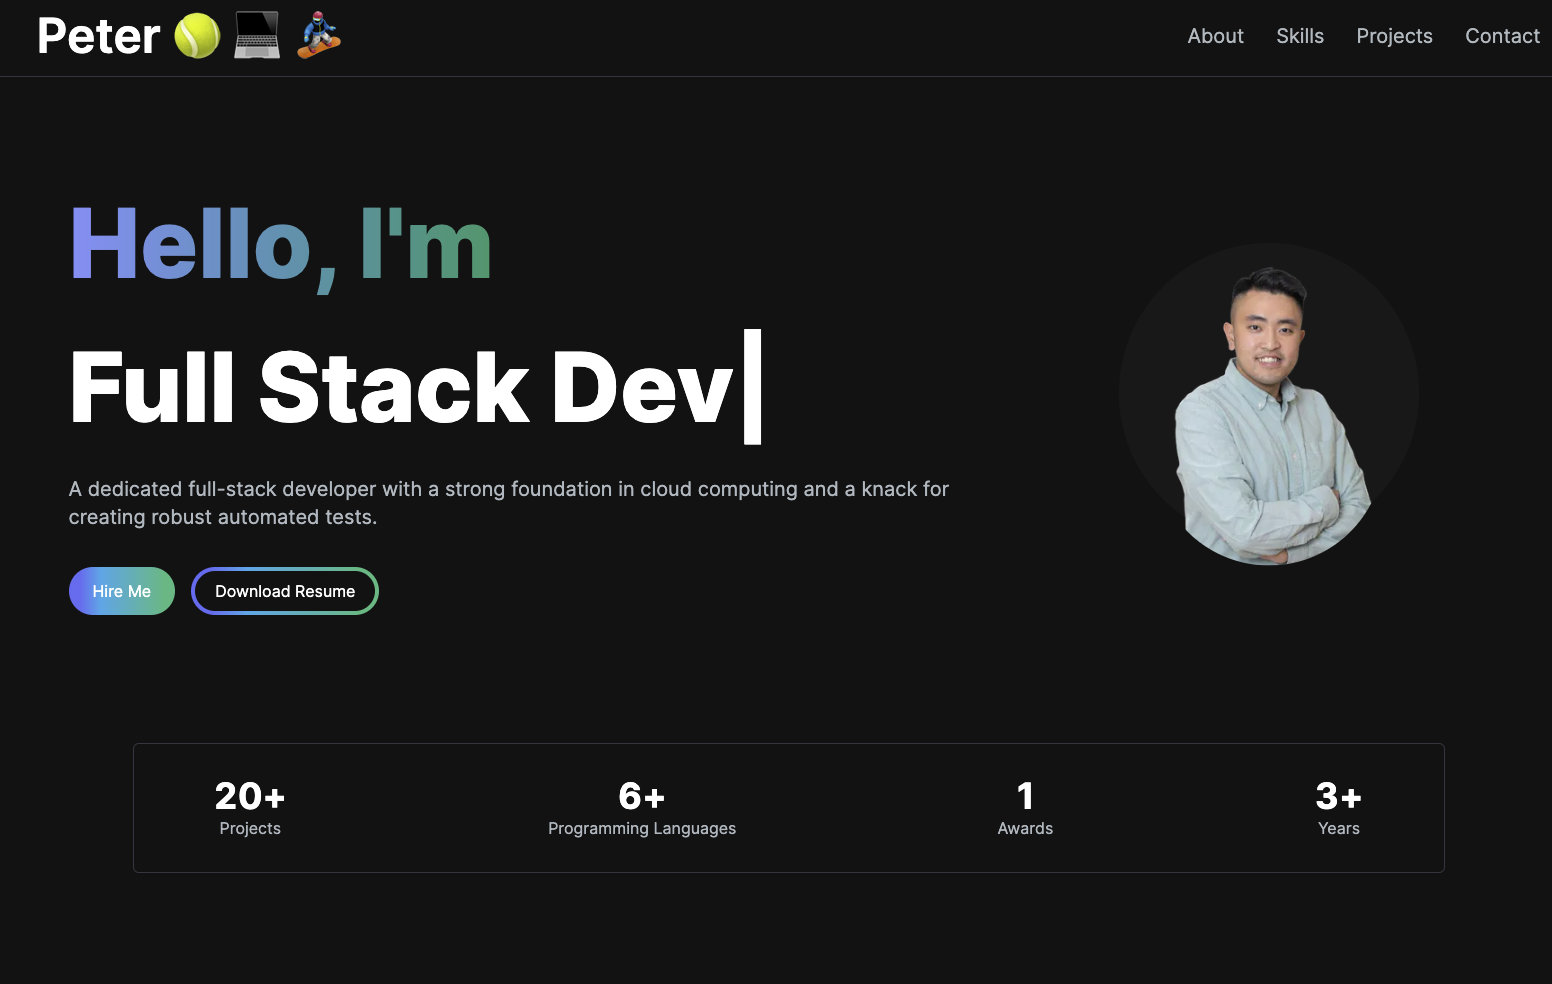 Peter 🎾 💻 🏂
About Skills Projects Contact
Hello, I'm
Full Stack Dev
A dedicated full-stack developer with a strong foundation in cloud computing and a knack for
creating robust automated tests.
Hire Me
Download Resume
20+
Projects
6+
Programming Languages
1
Awards
3+
Years